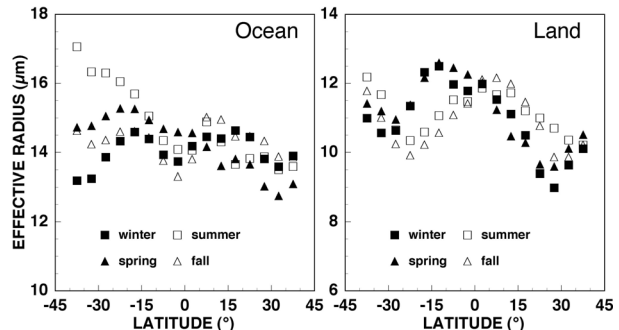 Ocean
Land
EFFECTIVE RADIUS (μm)
18
16
14
12
10
14
12
10
8
6
winter
summer
spring
fall
winter
summer
spring
fall
-45 -30 -15 0 15 30 45
-45 -30 -15 0 15 30 45
LATITUDE (°)
LATITUDE (°)